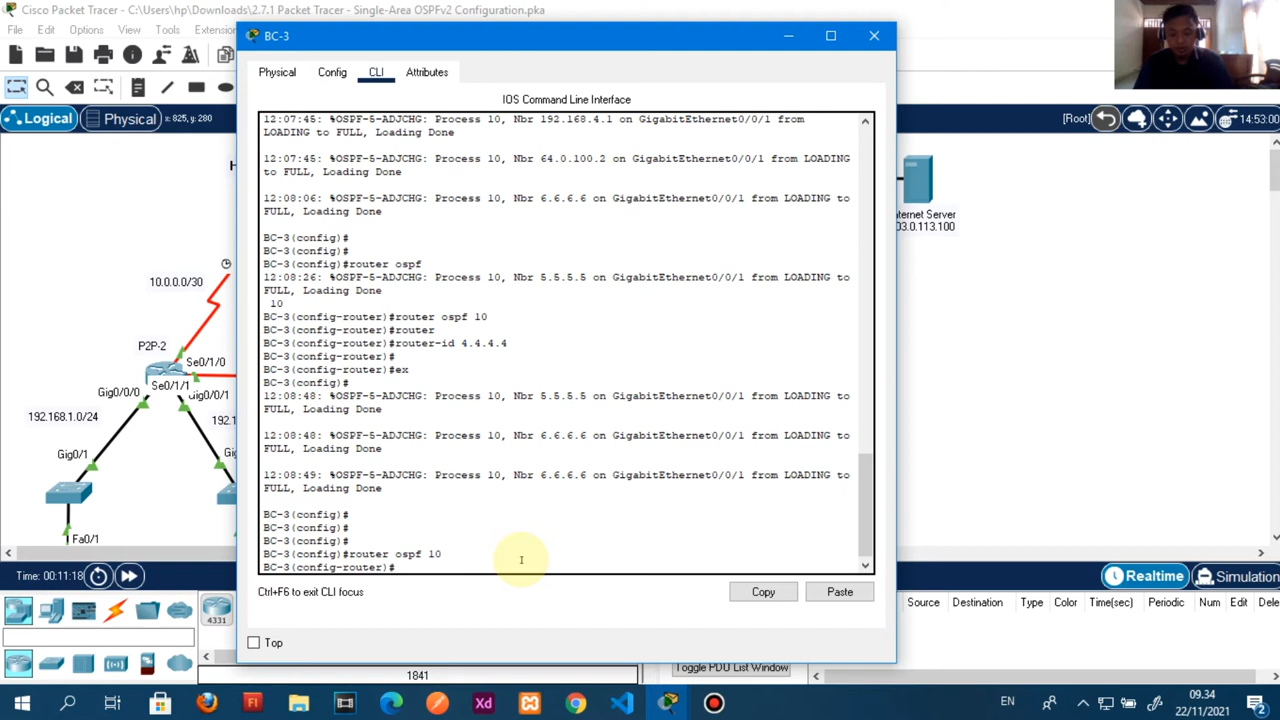 Cisco Packet Tracer - C:\Users\hp\Downloads\2.7.1 Packet Tracer - Single-Area OSPFv2 Configuration.pka
File Edit Options View Tools Extension
Logical Physical x: 825, y: 280
[Root] 14:53:00
BC-3
Physical Config CLI Attributes
IOS Command Line Interface
12:07:45: %OSPF-5-ADJCHG: Process 10, Nbr 192.168.4.1 on GigabitEthernet0/0/1 from
LOADING to FULL, Loading Done
12:07:45: %OSPF-5-ADJCHG: Process 10, Nbr 64.0.100.2 on GigabitEthernet0/0/1 from LOADING
to FULL, Loading Done
12:08:06: %OSPF-5-ADJCHG: Process 10, Nbr 6.6.6.6 on GigabitEthernet0/0/1 from LOADING to
FULL, Loading Done
BC-3(config)#
BC-3(config)#
BC-3(config)#router ospf
12:08:26: %OSPF-5-ADJCHG: Process 10, Nbr 5.5.5.5 on GigabitEthernet0/0/1 from LOADING to
FULL, Loading Done
10
BC-3(config-router)#router ospf 10
BC-3(config-router)#router
BC-3(config-router)#router-id 4.4.4.4
BC-3(config-router)#
BC-3(config-router)#ex
BC-3(config)#
12:08:48: %OSPF-5-ADJCHG: Process 10, Nbr 5.5.5.5 on GigabitEthernet0/0/1 from LOADING to
FULL, Loading Done
12:08:48: %OSPF-5-ADJCHG: Process 10, Nbr 6.6.6.6 on GigabitEthernet0/0/1 from LOADING to
FULL, Loading Done
12:08:49: %OSPF-5-ADJCHG: Process 10, Nbr 6.6.6.6 on GigabitEthernet0/0/1 from LOADING to
FULL, Loading Done
BC-3(config)#
BC-3(config)#
BC-3(config)#
BC-3(config)#router ospf 10
BC-3(config-router)#
Ctrl+F6 to exit CLI focus
Copy Paste
Top
H
10.0.0.0/30
P2P-2
Se0/1/0
Se0/1/1
Gig0/0/0
Gig0/0/1
192.168.1.0/24
192.1
Gig0/1
G
Fa0/1
ternet Server
03.0.113.100
Time: 00:11:18
Realtime Simulation
4331
1841
Source Destination Type Color Time(sec) Periodic Num Edit Dele
Toggle PDU List Window
EN
09.34
22/11/2021
2